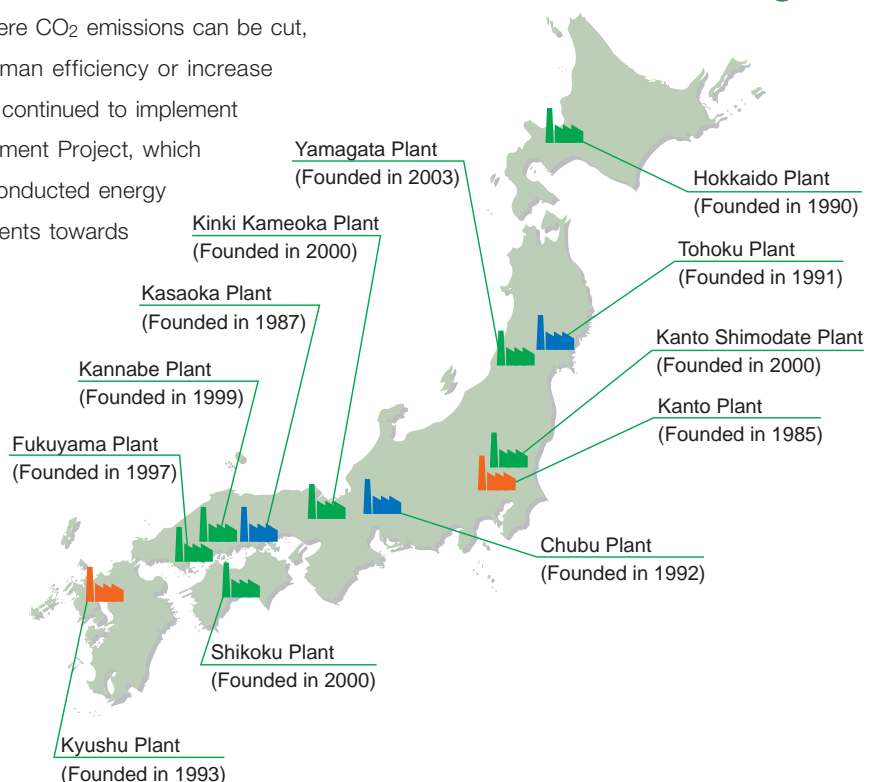 ere CO2 emissions can be cut,
man efficiency or increase
continued to implement
ment Project, which
onducted energy
ents towards
Yamagata Plant
(Founded in 2003)
Hokkaido Plant
(Founded in 1990)
Kinki Kameoka Plant
(Founded in 2000)
Tohoku Plant
(Founded in 1991)
Kasaoka Plant
(Founded in 1987)
Kanto Shimodate Plant
(Founded in 2000)
Kannabe Plant
(Founded in 1999)
Kanto Plant
(Founded in 1985)
Fukuyama Plant
(Founded in 1997)
Chubu Plant
(Founded in 1992)
Shikoku Plant
(Founded in 2000)
Kyushu Plant
(Founded in 1993)